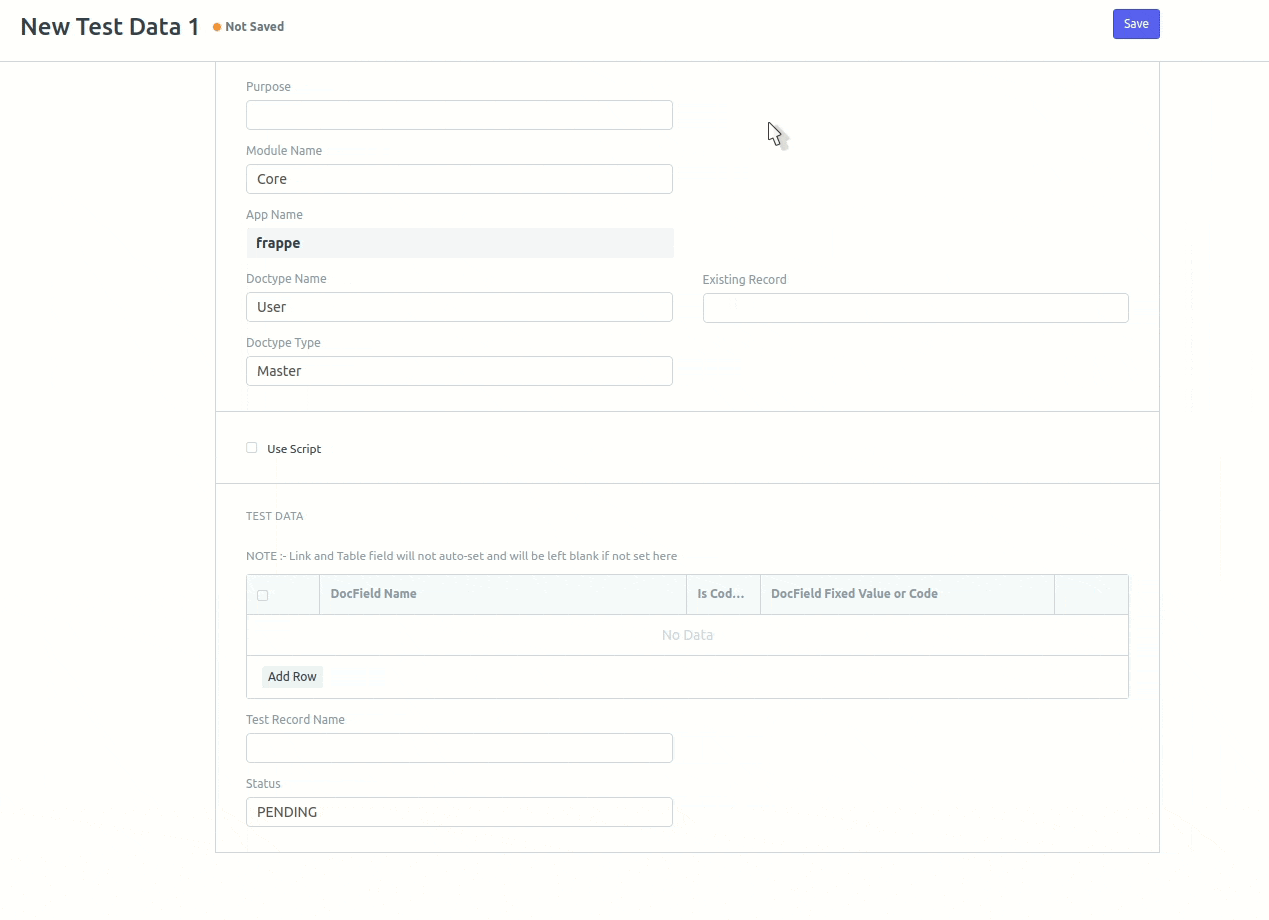 New Test Data 1 Not Saved Save
Purpose
Module Name
Core
App Name
frappe
Doctype Name Existing Record
User
Doctype Type
Master
Use Script
TEST DATA
NOTE :- Link and Table field will not auto-set and will be left blank if not set here
DocField Name Is Cod... DocField Fixed Value or Code
No Data
Add Row
Test Record Name
Status
PENDING